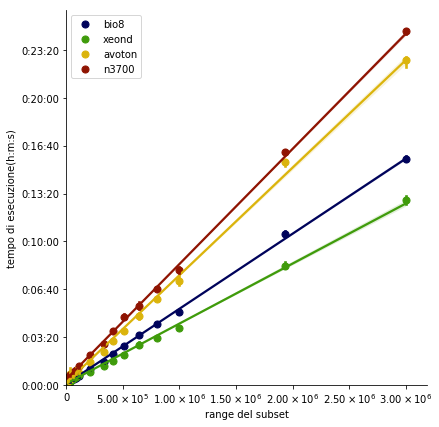 bio8
xeond
avoton
n3700
tempo di esecuzione(h:m:s)
0:23:20
0:20:00
0:16:40
0:13:20
0:10:00
0:06:40
0:03:20
0:00:00
0
5.00 × 10⁵
1.00 × 10⁶
1.50 × 10⁶
2.00 × 10⁶
2.50 × 10⁶
3.00 × 10⁶
range del subset